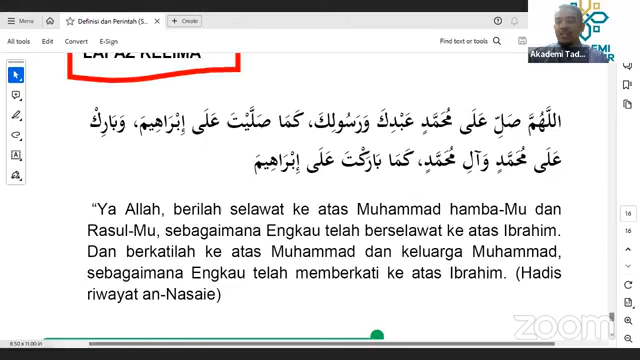 Menu
Home
Definisi dan Perintah (S...
Create
All tools
Edit
Convert
E-Sign
Find text or tools
Akademi Tad...
LAFAZ KELIMA
اللَّهُمَّ صَلِّ عَلَى مُحَمَّدٍ عَبْدِكَ وَرَسُولِكَ، كَمَا صَلَّيْتَ عَلَى إِبْرَاهِيمَ، وَبَارِكْ
عَلَى مُحَمَّدٍ وَآلِ مُحَمَّدٍ، كَمَا بَارَكْتَ عَلَى إِبْرَاهِيمَ
“Ya Allah, berilah selawat ke atas Muhammad hamba-Mu dan
Rasul-Mu, sebagaimana Engkau telah berselawat ke atas Ibrahim.
Dan berkatilah ke atas Muhammad dan keluarga Muhammad,
sebagaimana Engkau telah memberkati ke atas Ibrahim. (Hadis
riwayat an-Nasaie)
16
16
8.50 x 11.00 in
zoom